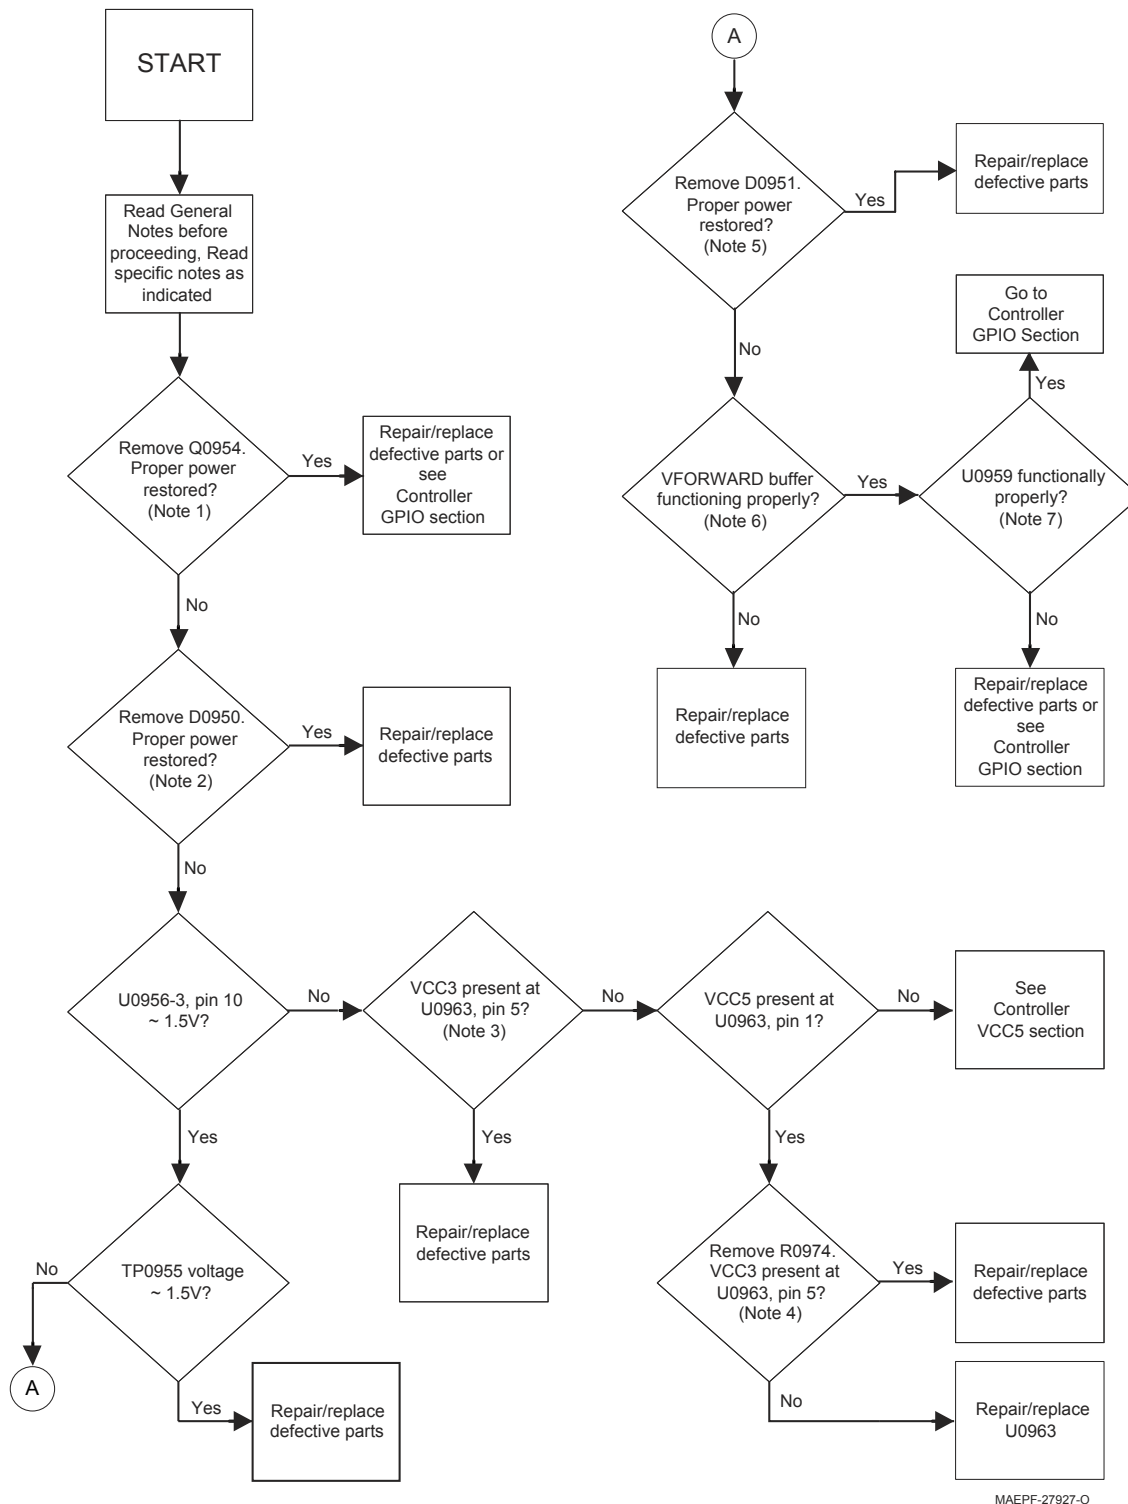 START
Read General
Notes before
proceeding, Read
specific notes as
indicated
Remove Q0954.
Proper power
restored?
(Note 1)
Yes
Repair/replace
defective parts or
see
Controller
GPIO section
No
Remove D0950.
Proper power
restored?
(Note 2)
Yes
Repair/replace
defective parts
No
U0956-3, pin 10
~ 1.5V?
No
VCC3 present at
U0963, pin 5?
(Note 3)
No
VCC5 present at
U0963, pin 1?
No
See
Controller
VCC5 section
Yes
Yes
Yes
TP0955 voltage
~ 1.5V?
No
A
Yes
Repair/replace
defective parts
Repair/replace
defective parts
Remove R0974.
VCC3 present at
U0963, pin 5?
(Note 4)
Yes
Repair/replace
defective parts
No
Repair/replace
U0963
A
Remove D0951.
Proper power
restored?
(Note 5)
Yes
Repair/replace
defective parts
No
VFORWARD buffer
functioning properly?
(Note 6)
Yes
U0959 functionally
properly?
(Note 7)
Yes
Go to
Controller
GPIO Section
No
Repair/replace
defective parts
No
Repair/replace
defective parts or
see
Controller
GPIO section
MAEPF-27927-O